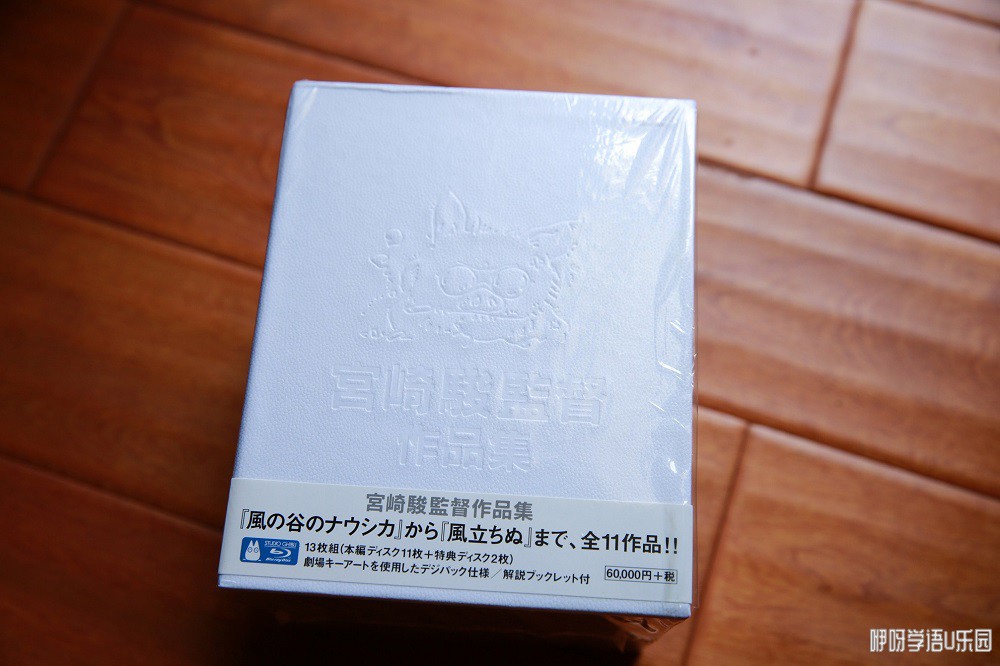 宮崎駿監督
作品集
宮崎駿監督作品集
『風の谷のナウシカ』から『風立ちぬ』まで、全11作品!!
STUDIO GHIBLI
Blu-ray Disc
13枚組(本編ディスク11枚+特典ディスク2枚)
劇場キーアートを使用したデジパック仕様/解説ブックレット付
60,000円+税
咿呀学语U乐园